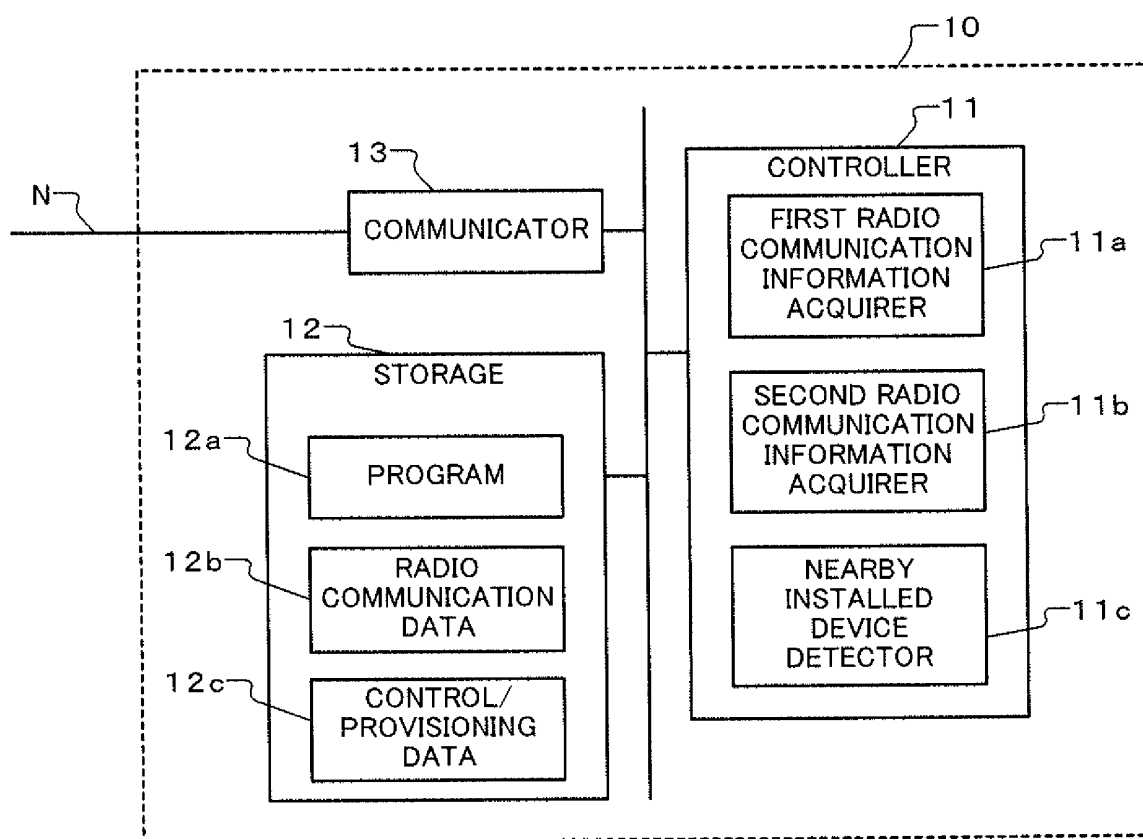 10
11
13
CONTROLLER
N
COMMUNICATOR
FIRST RADIO
COMMUNICATION
INFORMATION
ACQUIRER
11a
12
STORAGE
SECOND RADIO
COMMUNICATION
INFORMATION
ACQUIRER
11b
12a
PROGRAM
12b
RADIO
COMMUNICATION
DATA
NEARBY
INSTALLED
DEVICE
DETECTOR
11c
12c
CONTROL/
PROVISIONING
DATA